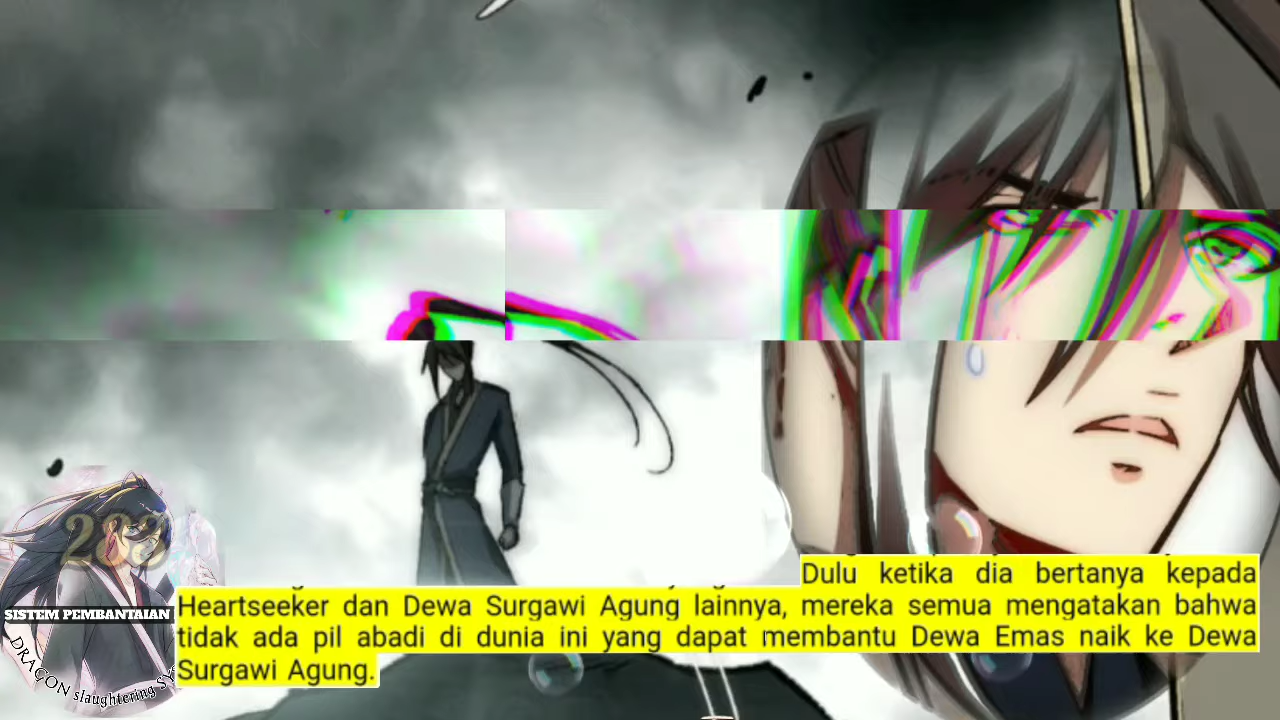 Dulu ketika dia bertanya kepada
Heartseeker dan Dewa Surgawi Agung lainnya, mereka semua mengatakan bahwa
tidak ada pil abadi di dunia ini yang dapat membantu Dewa Emas naik ke Dewa
Surgawi Agung.
SISTEM PEMBANTAIAN
DRAGON slaughtering